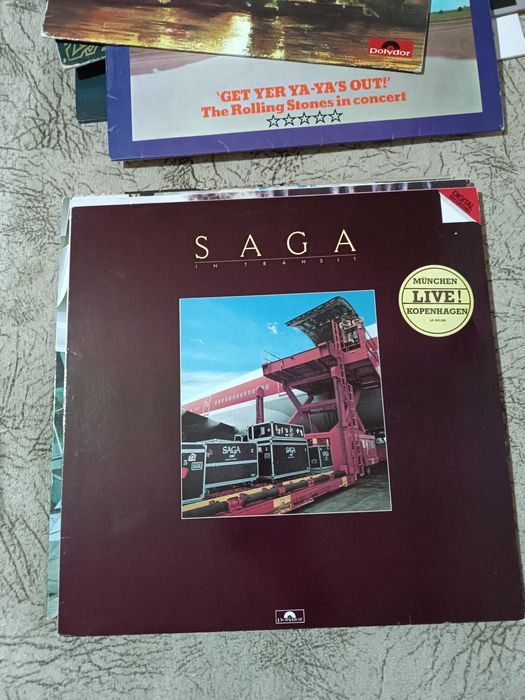 Polydor
'GET YER YA-YA'S OUT!'
The Rolling Stones in concert
DIGITAL
SAGA
IN TRANSIT
MÜNCHEN
LIVE!
KOPENHAGEN
SAGA
SAGA
Polydor